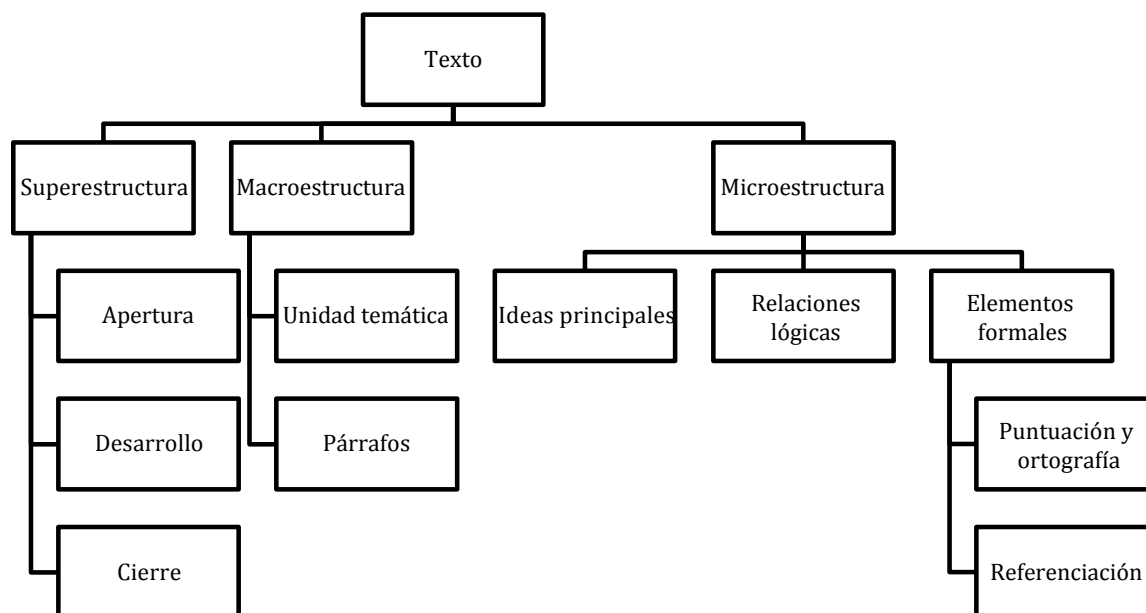 Texto
Superestructura
Macroestructura
Microestructura
Apertura
Unidad temática
Ideas principales
Relaciones
lógicas
Elementos
formales
Desarrollo
Párrafos
Puntuación y
ortografía
Cierre
Referenciación